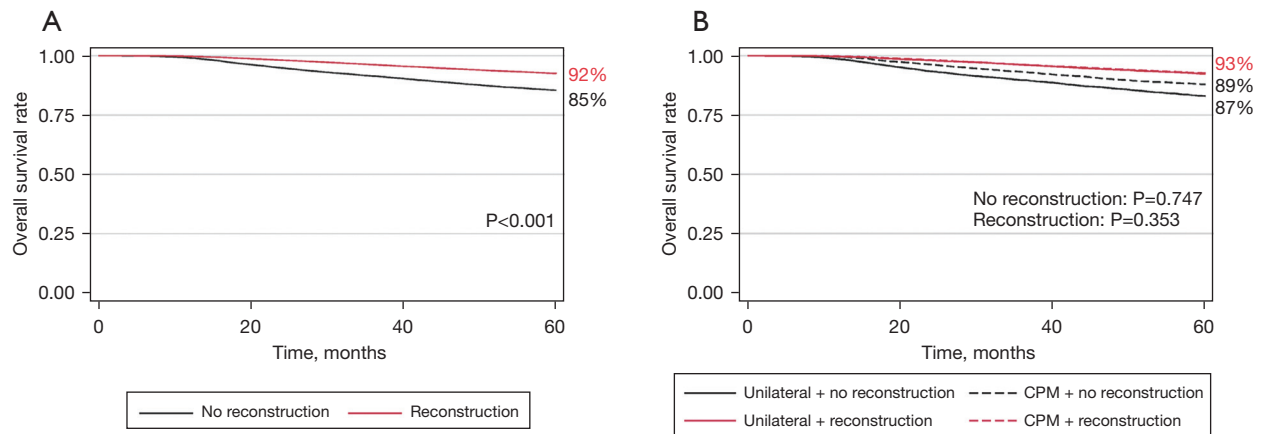 A
Overall survival rate
1.00
0.75
0.50
0.25
0.00
92%
85%
P<0.001
0
20
40
60
Time, months
No reconstruction
Reconstruction
B
Overall survival rate
1.00
0.75
0.50
0.25
0.00
93%
89%
87%
No reconstruction: P=0.747
Reconstruction: P=0.353
0
20
40
60
Time, months
Unilateral + no reconstruction
CPM + no reconstruction
Unilateral + reconstruction
CPM + reconstruction